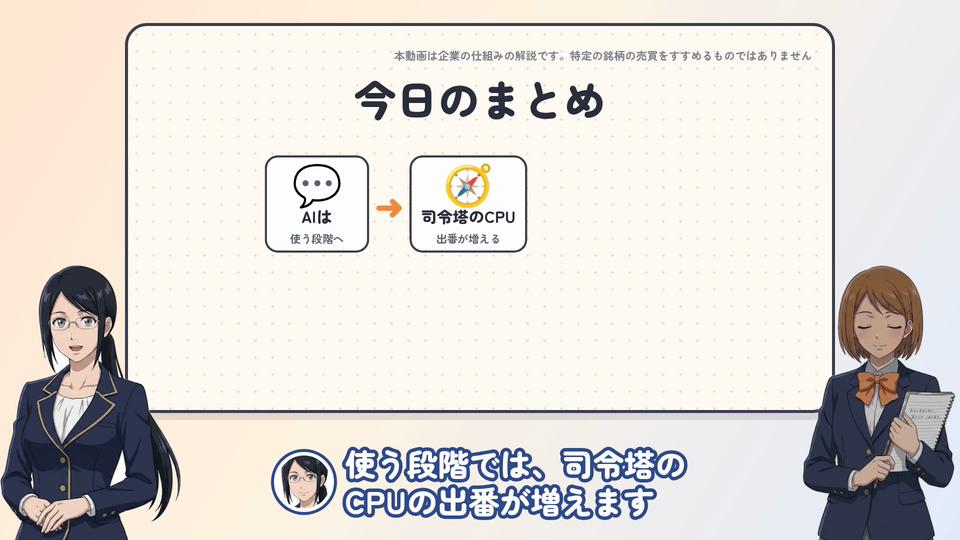 本動画は企業の仕組みの解説です。特定の銘柄の売買をすすめるものではありません
今日のまとめ
AIは
使う段階へ
司令塔のCPU
出番が増える
使う段階では、司令塔の
CPUの出番が増えます